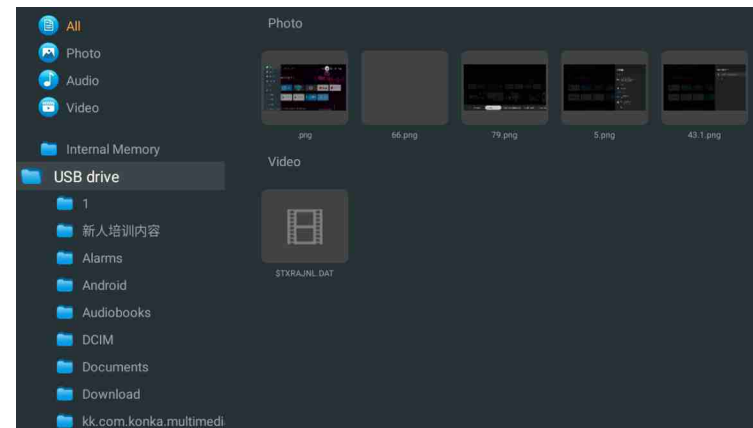 All
Photo
Audio
Video
Internal Memory
USB drive
1
新人培训内容
Alarms
Android
Audiobooks
DCIM
Documents
Download
kk.com.konka.multimedi
Photo
.png
66.png
79.png
5.png
43.1.png
Video
$TXRAJNL.DAT